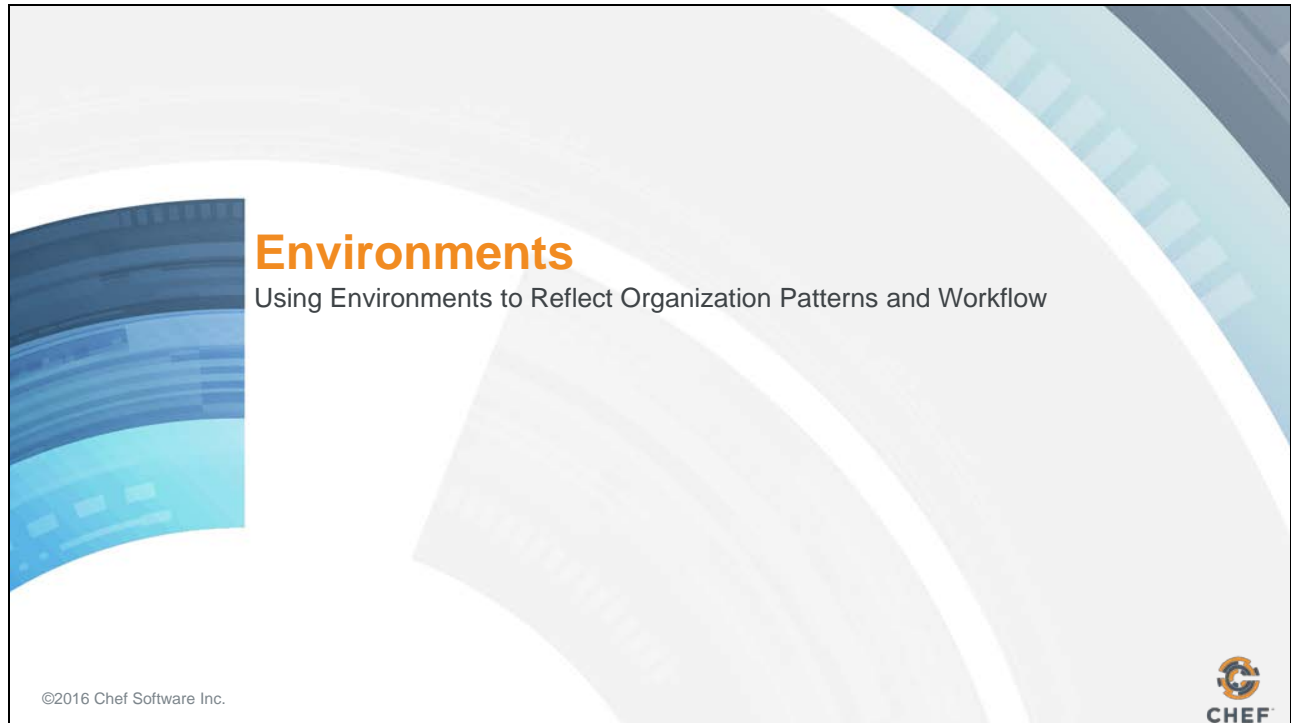 Environments
Using Environments to Reflect Organization Patterns and Workflow
©2016 Chef Software Inc.
CHEF